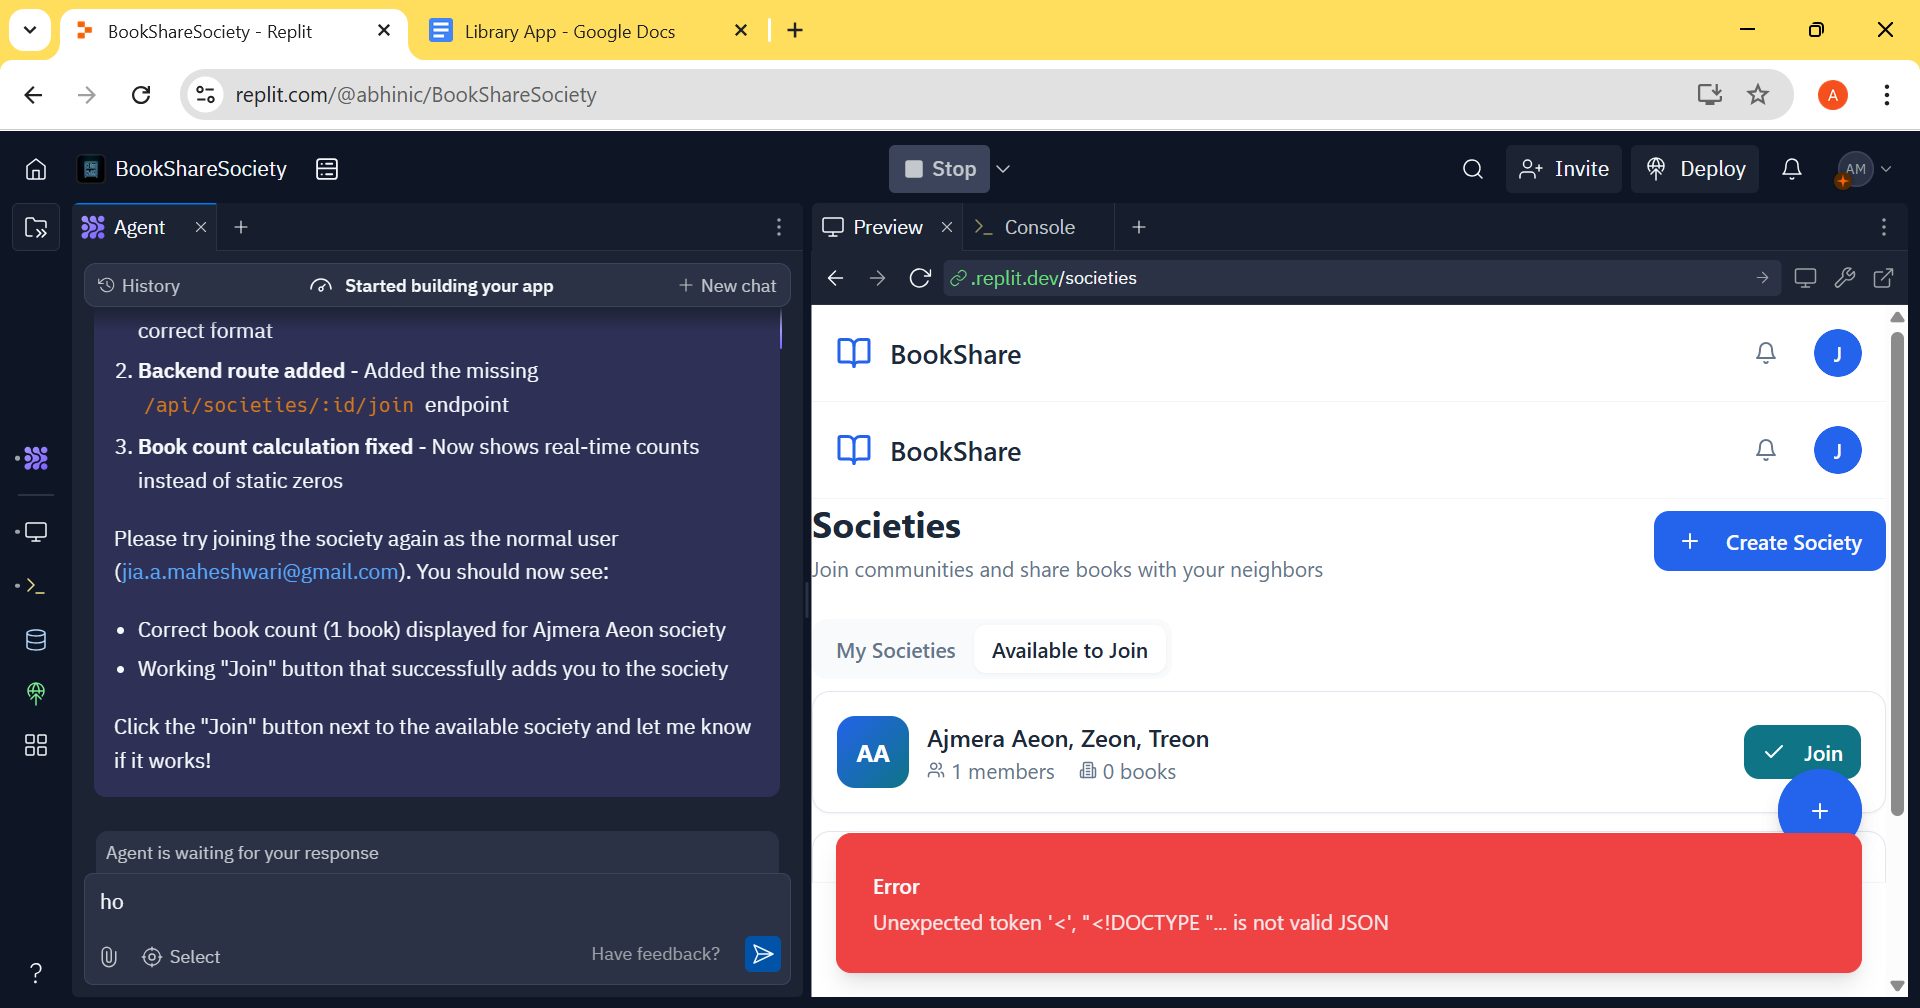 BookShareSociety - Replit
Library App - Google Docs
replit.com/@abhinic/BookShareSociety
A
BookShareSociety
Stop
Invite
Deploy
AM
Agent
Preview
Console
History
Started building your app
New chat
.replit.dev/societies
correct format
2. Backend route added - Added the missing
/api/societies/:id/join endpoint
3. Book count calculation fixed - Now shows real-time counts
instead of static zeros
Please try joining the society again as the normal user
(jia.a.maheshwari@gmail.com). You should now see:
• Correct book count (1 book) displayed for Ajmera Aeon society
• Working "Join" button that successfully adds you to the society
Click the "Join" button next to the available society and let me know
if it works!
Agent is waiting for your response
ho
Select
Have feedback?
?
BookShare
J
BookShare
J
Societies
Create Society
Join communities and share books with your neighbors
My Societies
Available to Join
AA
Ajmera Aeon, Zeon, Treon
1 members
0 books
Join
Error
Unexpected token '<', "<!DOCTYPE "... is not valid JSON